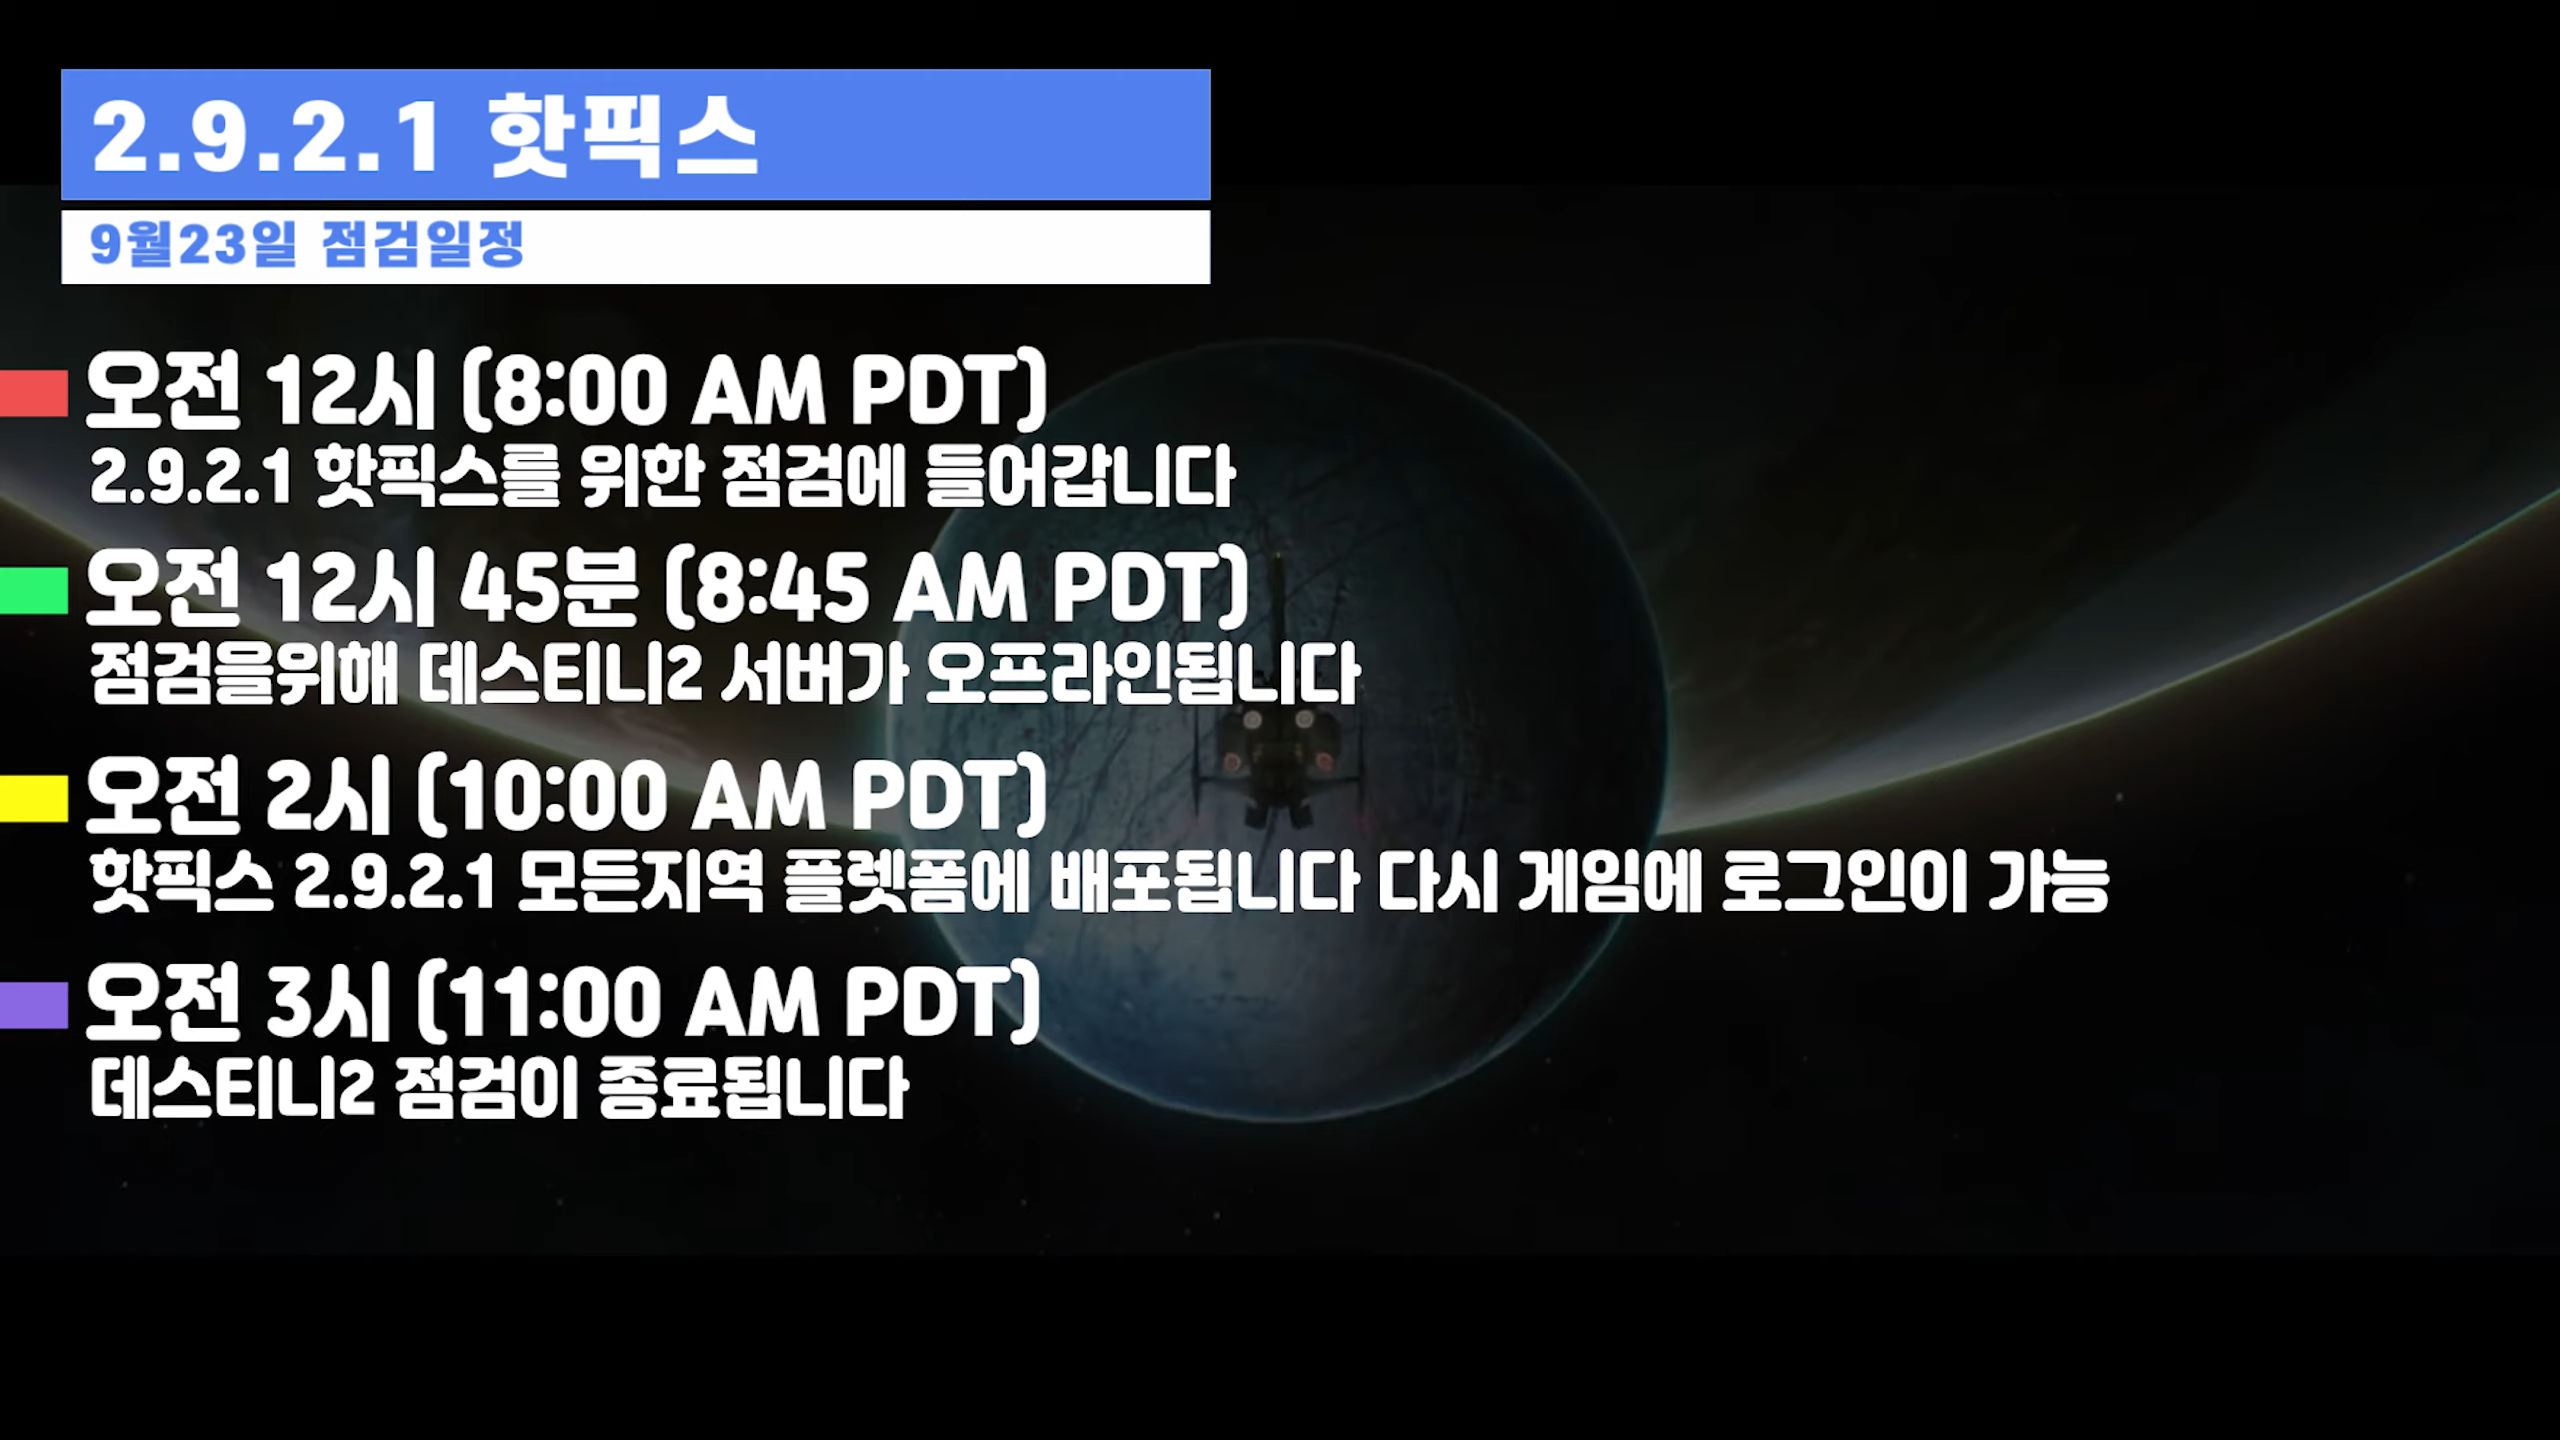 2.9.2.1 핫픽스
9월23일 점검일정
오전 12시 (8:00 AM PDT)
2.9.2.1 핫픽스를 위한 점검에 들어갑니다
오전 12시 45분 (8:45 AM PDT)
점검을위해 데스티니2 서버가 오프라인됩니다
오전 2시 (10:00 AM PDT)
핫픽스 2.9.2.1 모든지역 플렛폼에 배포됩니다 다시 게임에 로그인이 가능
오전 3시 (11:00 AM PDT)
데스티니2 점검이 종료됩니다